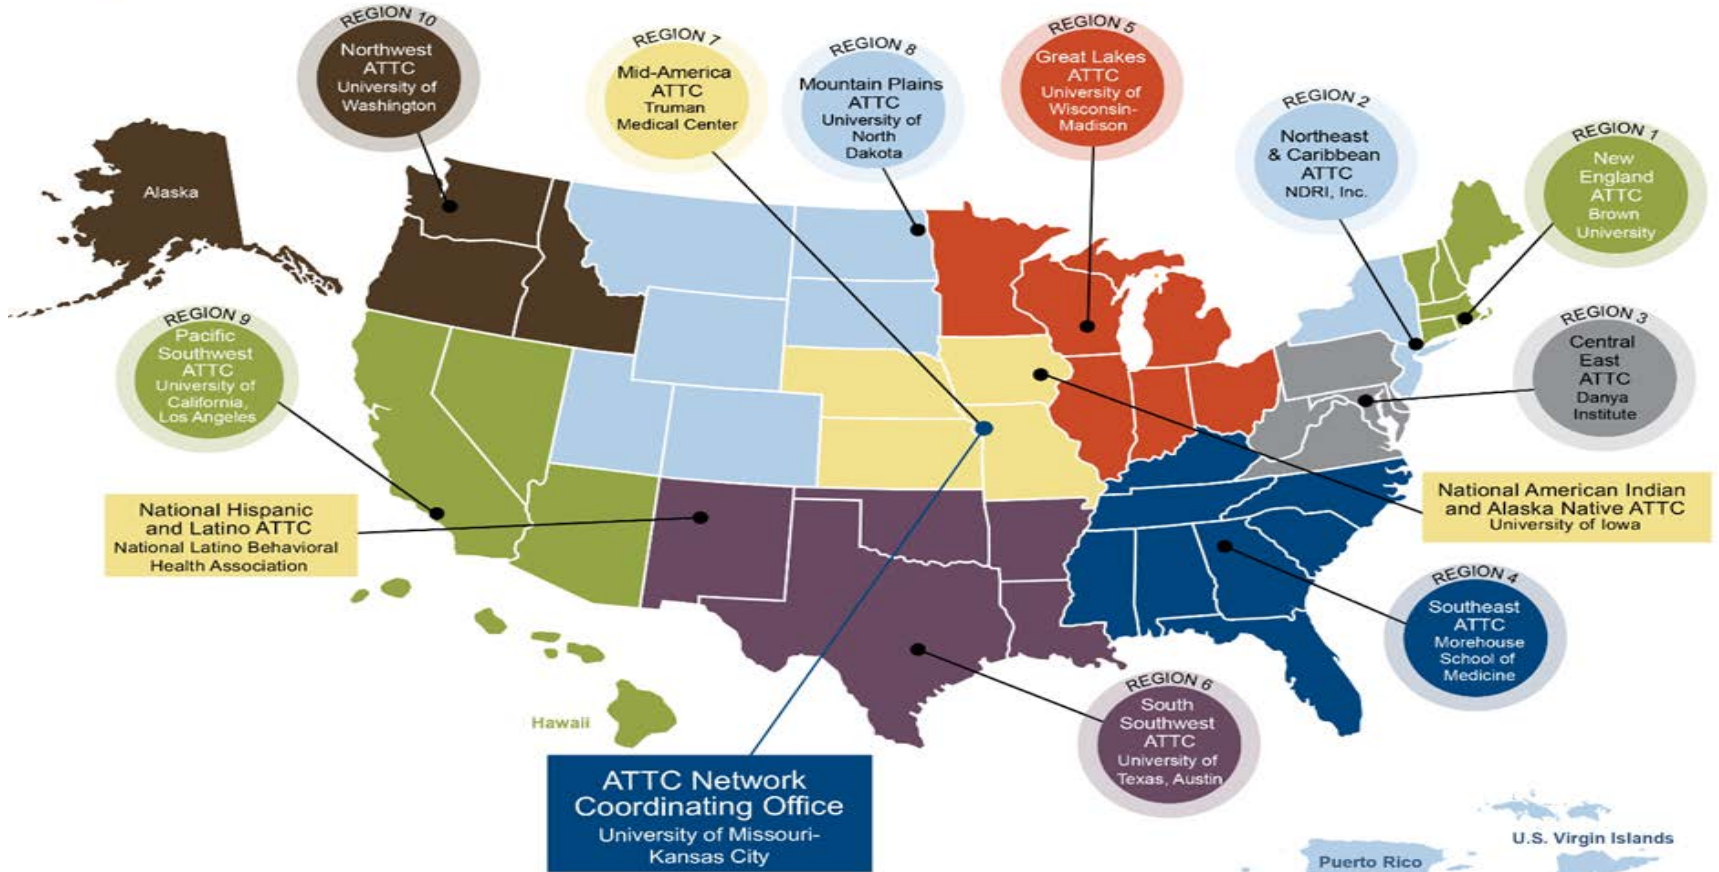 REGION 10
Northwest
ATTC
University of
Washington
REGION 7
Mid-America
ATTC
Truman
Medical Center
REGION 8
Mountain Plains
ATTC
University of
North
Dakota
REGION 5
Great Lakes
ATTC
University of
Wisconsin-
Madison
REGION 2
Northeast
& Caribbean
ATTC
NDRI, Inc.
REGION 1
New
England
ATTC
Brown
University
Alaska
REGION 9
Pacific
Southwest
ATTC
University of
California,
Los Angeles
REGION 3
Central
East
ATTC
Danya
Institute
National Hispanic
and Latino ATTC
National Latino Behavioral
Health Association
National American Indian
and Alaska Native ATTC
University of Iowa
REGION 4
Southeast
ATTC
Morehouse
School of
Medicine
REGION 6
South
Southwest
ATTC
University of
Texas, Austin
Hawaii
ATTC Network
Coordinating Office
University of Missouri-
Kansas City
U.S. Virgin Islands
Puerto Rico